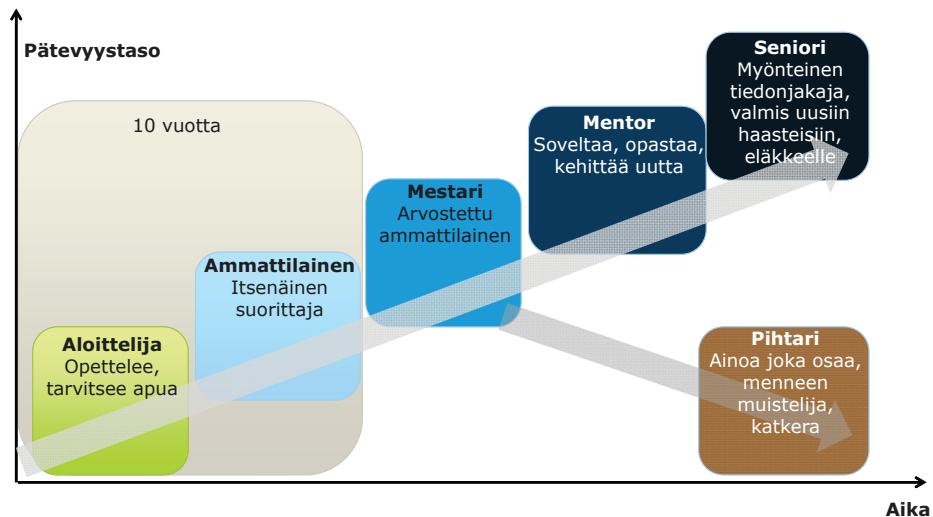 Pätevyystaso
10 vuotta
Aloittelija
Opettelee,
tarvitsee apua
Ammattilainen
Itsenäinen
suorittaja
Mestari
Arvostettu
ammattilainen
Mentor
Soveltaa, opastaa,
kehittää uutta
Seniori
Myönteinen
tiedonjakaja,
valmis uusiin
haasteisiin,
eläkkeelle
Pihtari
Ainoa joka osaa,
menneen
muistelija,
katkera
Aika